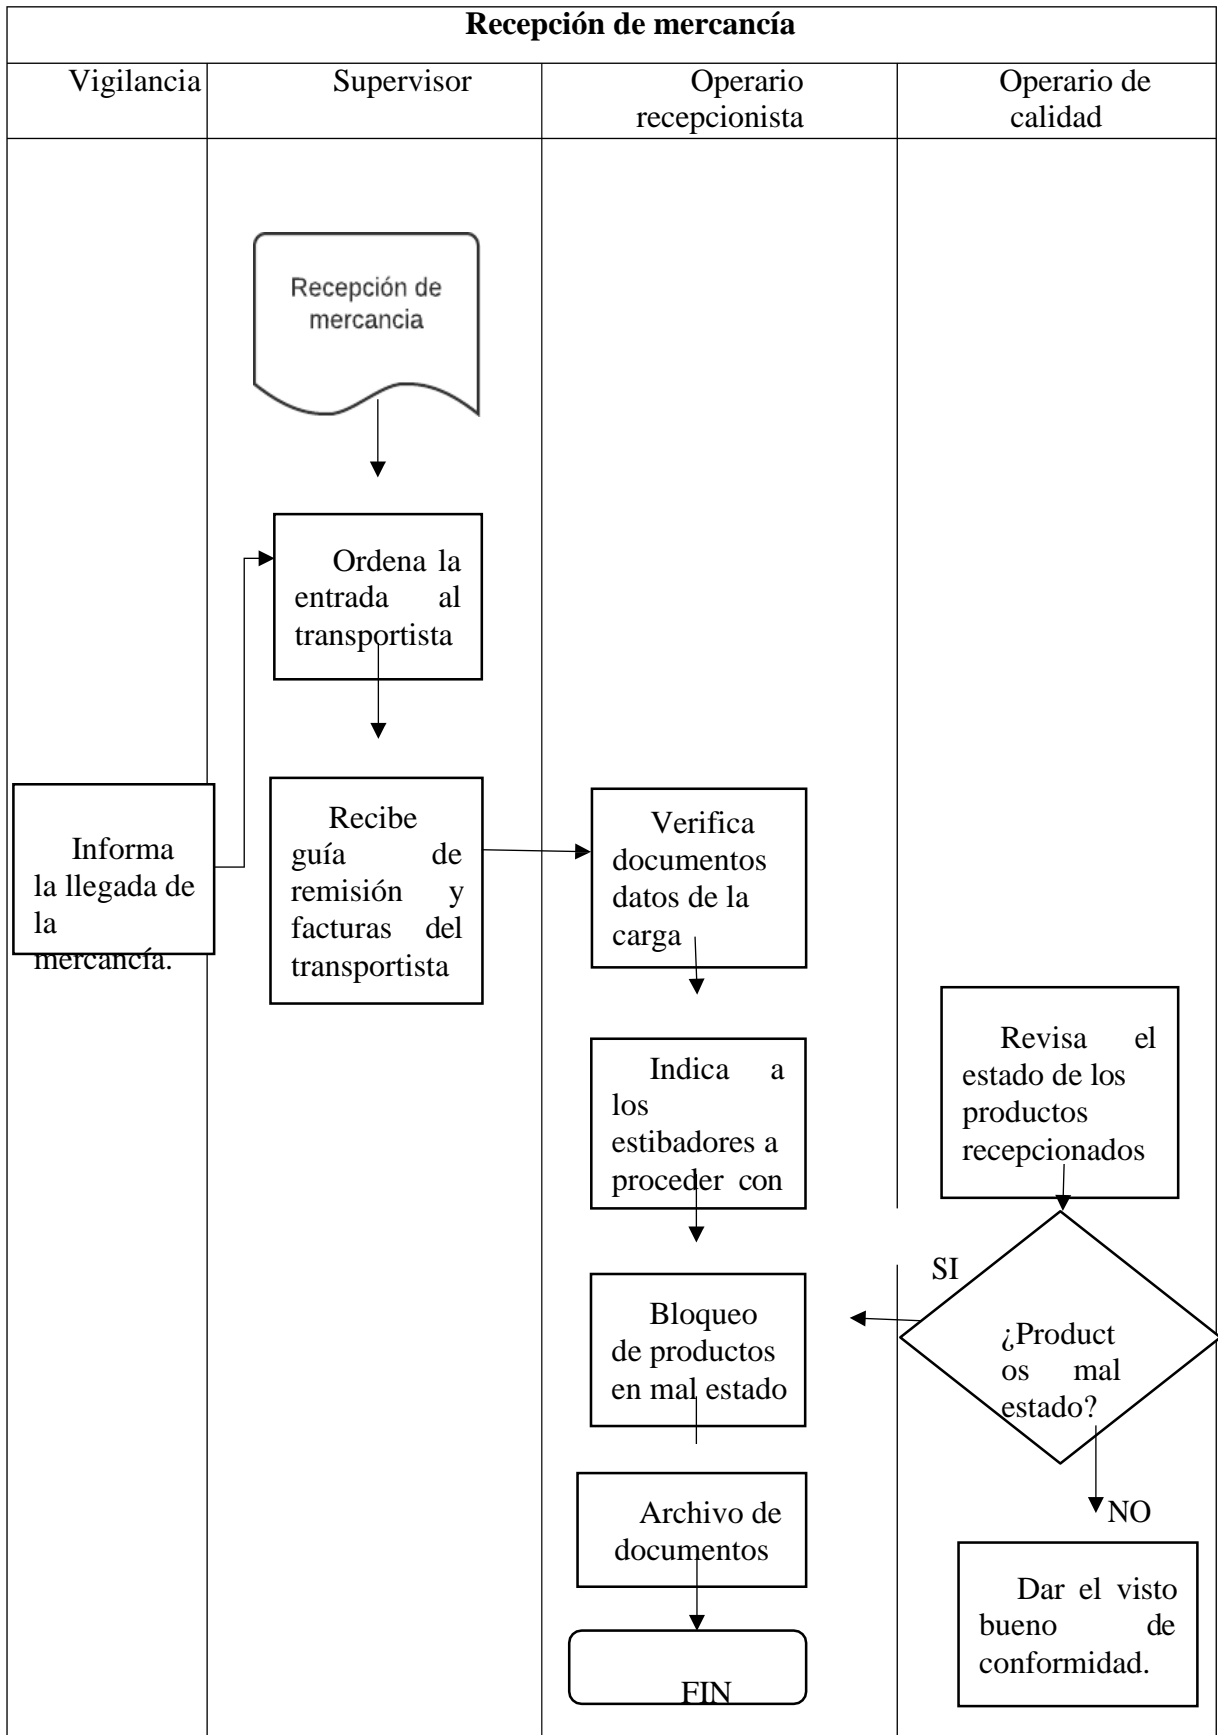 Recepción de mercancía
Vigilancia
Supervisor
Operario
recepcionista
Operario de
calidad
Recepción de
mercancia
Ordena la
entrada al
transportista
Informa
la llegada de
la
mercancía.
Recibe
guía de
remisión y
facturas del
transportista
Verifica
documentos
datos de la
carga
Indica a
los
estibadores a
proceder con
Revisa el
estado de los
productos
recepcionados
SI
¿Product
os mal
estado?
Bloqueo
de productos
en mal estado
NO
Archivo de
documentos
Dar el visto
bueno de
conformidad.
FIN